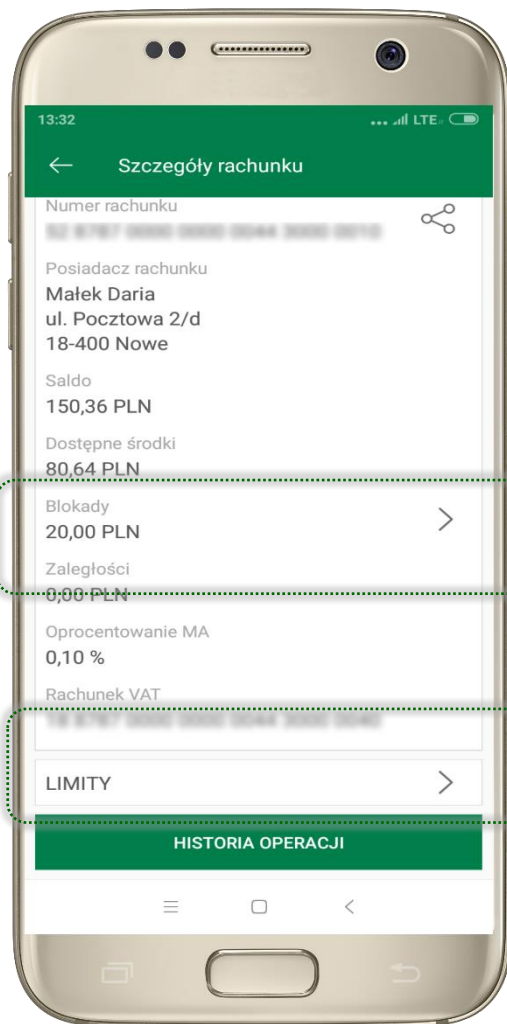 13:32
LTE
Szczegóły rachunku
Numer rachunku
Posiadacz rachunku
Małek Daria
ul. Pocztowa 2/d
18-400 Nowe
Saldo
150,36 PLN
Dostępne środki
80,64 PLN
Blokady
20,00 PLN
Zaległości
0,00 PLN
Oprocentowanie MA
0,10 %
Rachunek VAT
LIMITY
HISTORIA OPERACJI